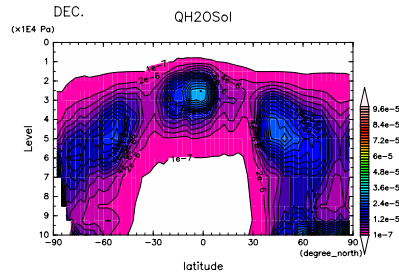 DEC.
QH2OSol
(×1E4 Pa)
0
1
2
3
4
5
6
7
8
9
10
Level
-90 -60 -30 0 30 60 90
(degree_north)
latitude
1e-7
2e-6
1e-7
2e-6
9.6e-5
8.4e-5
7.2e-5
6e-5
4.8e-5
3.6e-5
2.4e-5
1.2e-5
1e-7